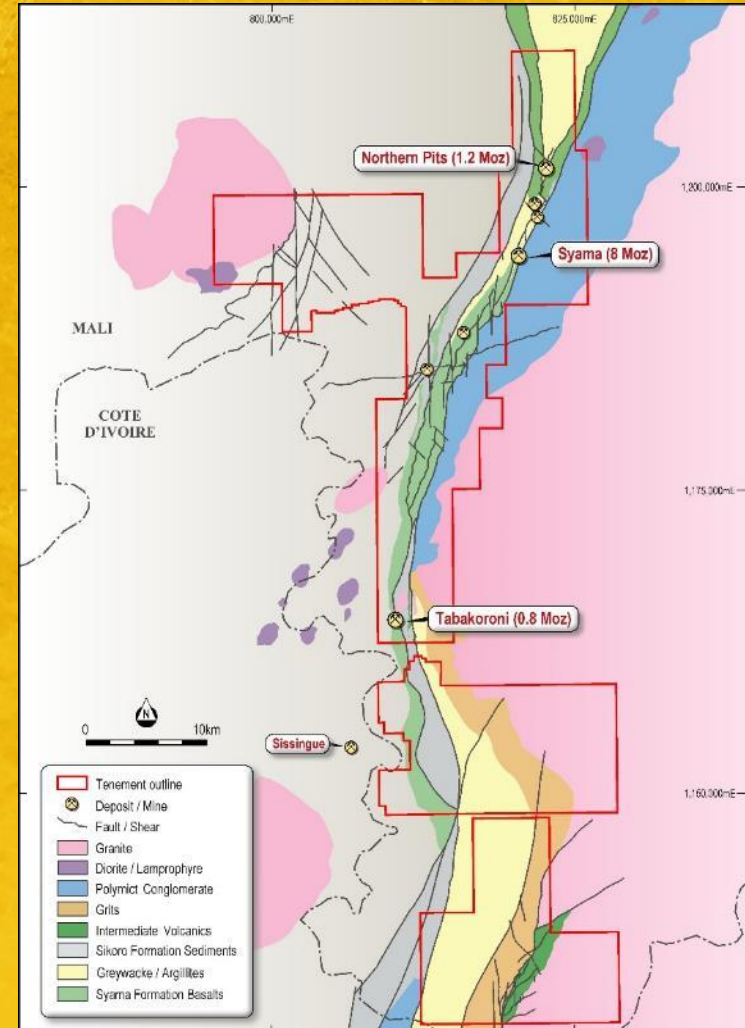 800,000mE
825,000mE
Northern Pits (1.2 Moz)
1,200,000mE
Syama (8 Moz)
MALI
COTE
D'IVOIRE
1,175,000mE
Tabakoroni (0.8 Moz)
N
0 10km
Sissingue
1,150,000mE
Tenement outline
Deposit / Mine
Fault / Shear
Granite
Diorite / Lamprophyre
Polymict Conglomerate
Grits
Intermediate Volcanics
Sikoro Formation Sediments
Greywacke / Argillites
Syama Formation Basalts